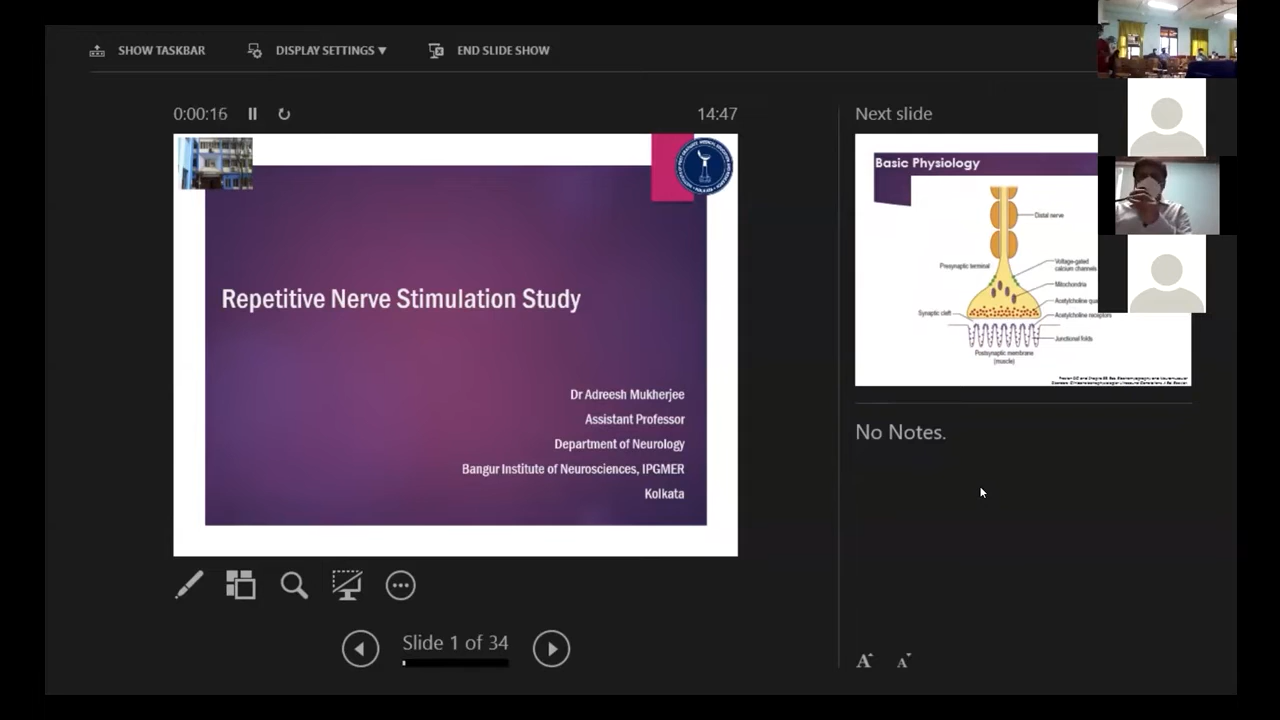 SHOW TASKBAR
DISPLAY SETTINGS ▼
END SLIDE SHOW
0:00:16
14:47
Repetitive Nerve Stimulation Study
Dr Adreesh Mukherjee
Assistant Professor
Department of Neurology
Bangur Institute of Neurosciences, IPGMER
Kolkata
Slide 1 of 34
Next slide
Basic Physiology
Distal nerve
Presynaptic terminal
Voltage-gated
calcium channels
Mitochondria
Acetylcholine
Synaptic cleft
Acetylcholine receptors
Junctional folds
Postsynaptic membrane
(muscle)
No Notes.